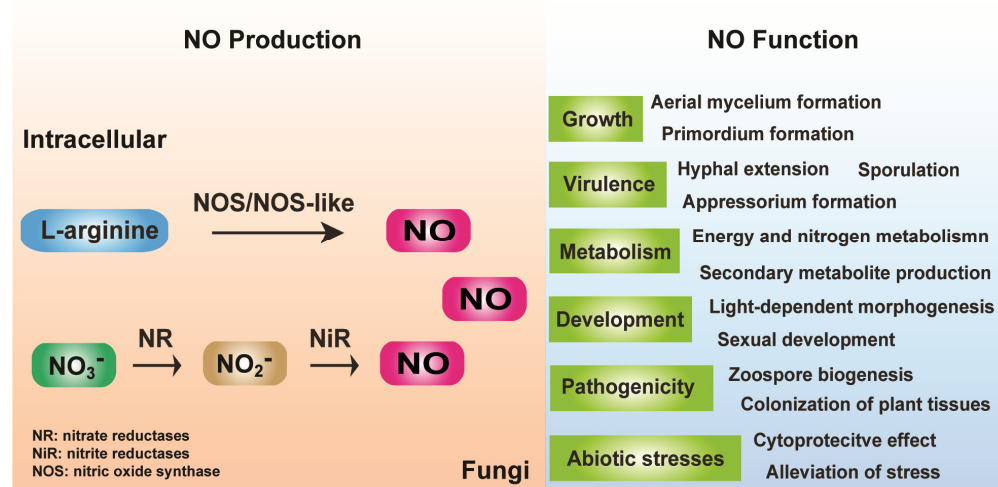 NO Production
Intracellular
L-arginine
NOS/NOS-like
NO
NO
NO₃⁻
NR
NO₂⁻
NiR
NO
NR: nitrate reductases
NiR: nitrite reductases
NOS: nitric oxide synthase
Fungi
NO Function
Growth
Aerial mycelium formation
Primordium formation
Virulence
Hyphal extension
Sporulation
Appressorium formation
Metabolism
Energy and nitrogen metabolismn
Secondary metabolite production
Development
Light-dependent morphogenesis
Sexual development
Pathogenicity
Zoospore biogenesis
Colonization of plant tissues
Abiotic stresses
Cytoprotecitve effect
Alleviation of stress